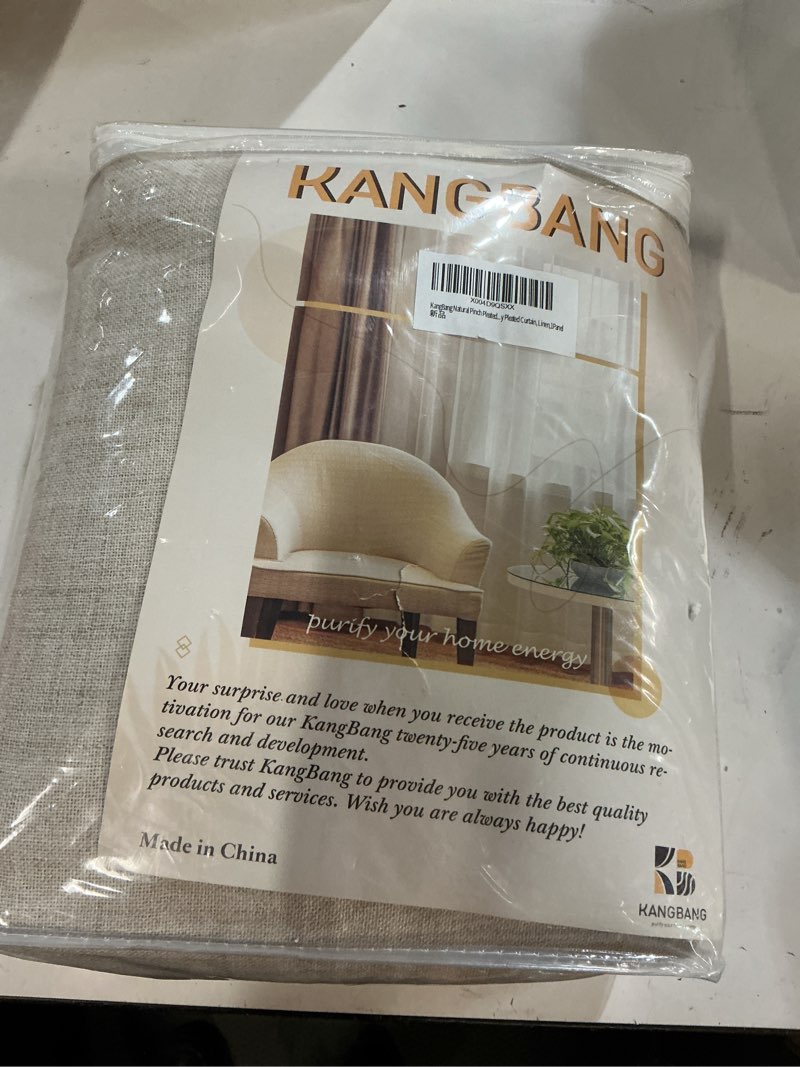 KANGBANG
X004D9QSXX
KangBang Natural Pinch Pleated...y Pleated Curtain, Linen,1Panel
新品
purify your home energy
Your surprise and love when you receive the product is the mo-
tivation for our KangBang twenty-five years of continuous re-
search and development.
Please trust KangBang to provide you with the best quality
products and services. Wish you are always happy!
Made in China
KANGBANG